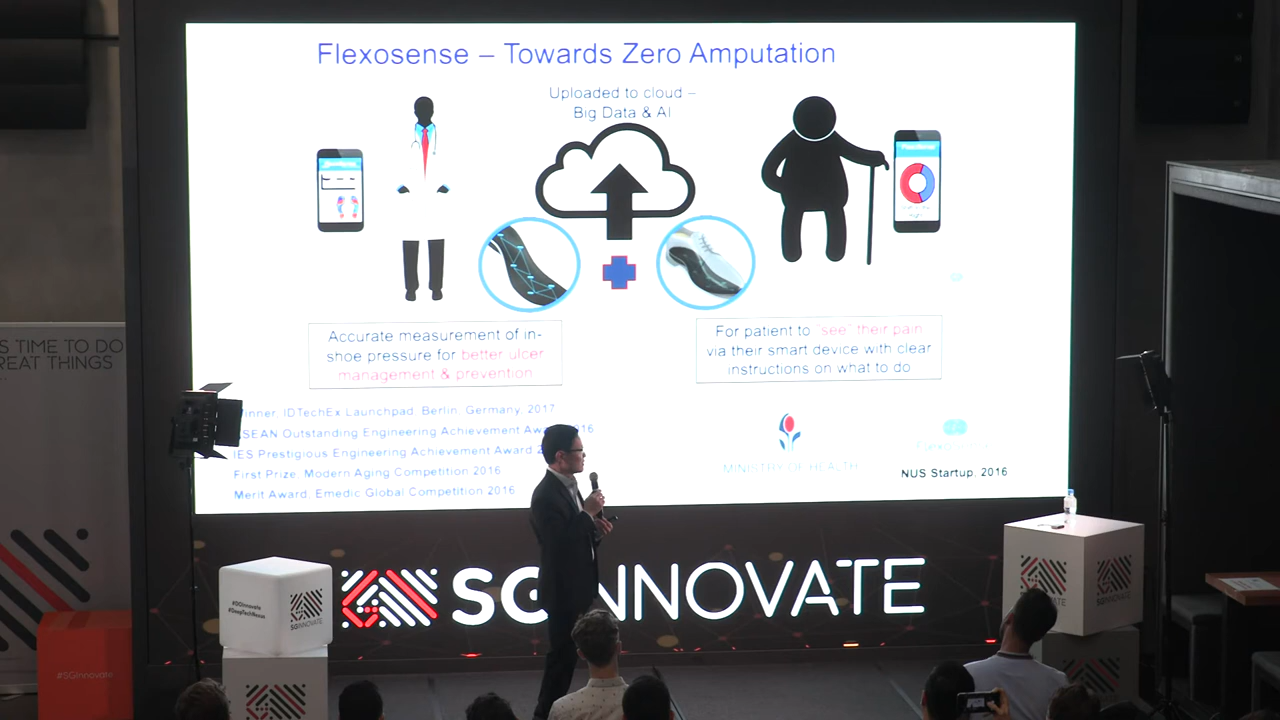 Flexosense – Towards Zero Amputation
Uploaded to cloud –
Big Data & AI
Accurate measurement of in-
shoe pressure for better ulcer
management & prevention
For patient to "see" their pain
via their smart device with clear
instructions on what to do
Winner, IDTechEx Launchpad, Berlin, Germany, 2017
ASEAN Outstanding Engineering Achievement 2016
IES Prestigious Engineering Achievement Award
First Prize, Modern Aging Competition 2016
Merit Award, Emedic Global Competition 2016
MINISTRY OF HEALTH
NUS Startup, 2016
S TIME TO DO
REAT THINGS
SGINNOVATE
#SGInnovate
#DeepTechNexus
SGINNOVATE
#SGInnovate